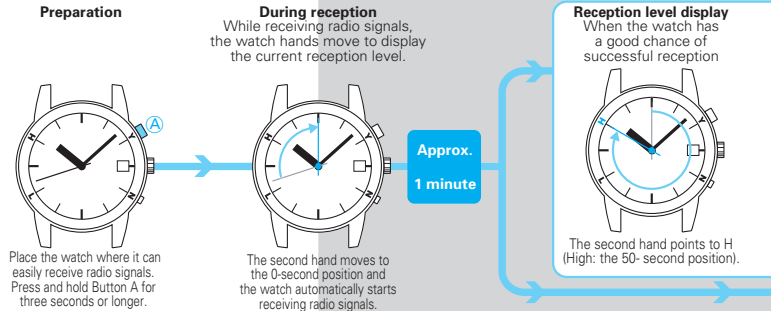 Preparation
During reception
While receiving radio signals,
the watch hands move to display
the current reception level.
Reception level display
When the watch has
a good chance of
successful reception
A
H
Y
L
N
H
Y
L
N
Approx.
1 minute
H
Y
L
N
Place the watch where it can
easily receive radio signals.
Press and hold Button A for
three seconds or longer.
The second hand moves to
the 0-second position and
the watch automatically starts
receiving radio signals.
The second hand points to H
(High: the 50- second position).